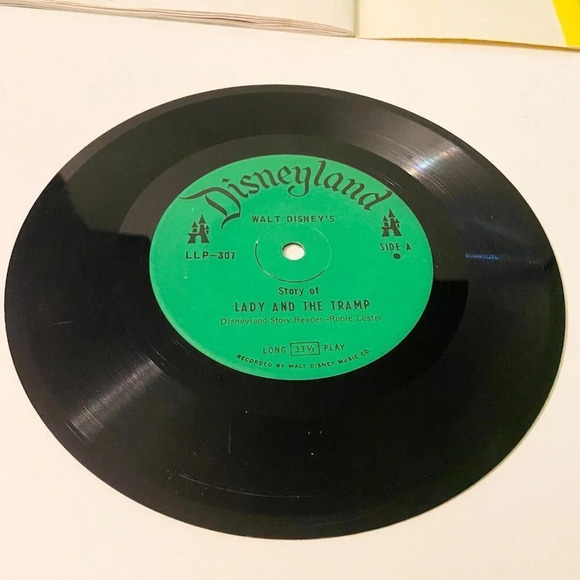 Disneyland
WALT DISNEY'S
LLP-307
SIDE A
Story of
LADY AND THE TRAMP
Disneyland Story Reader—Robie Lester
LONG 33⅓ PLAY
RECORDED BY WALT DISNEY MUSIC CO.